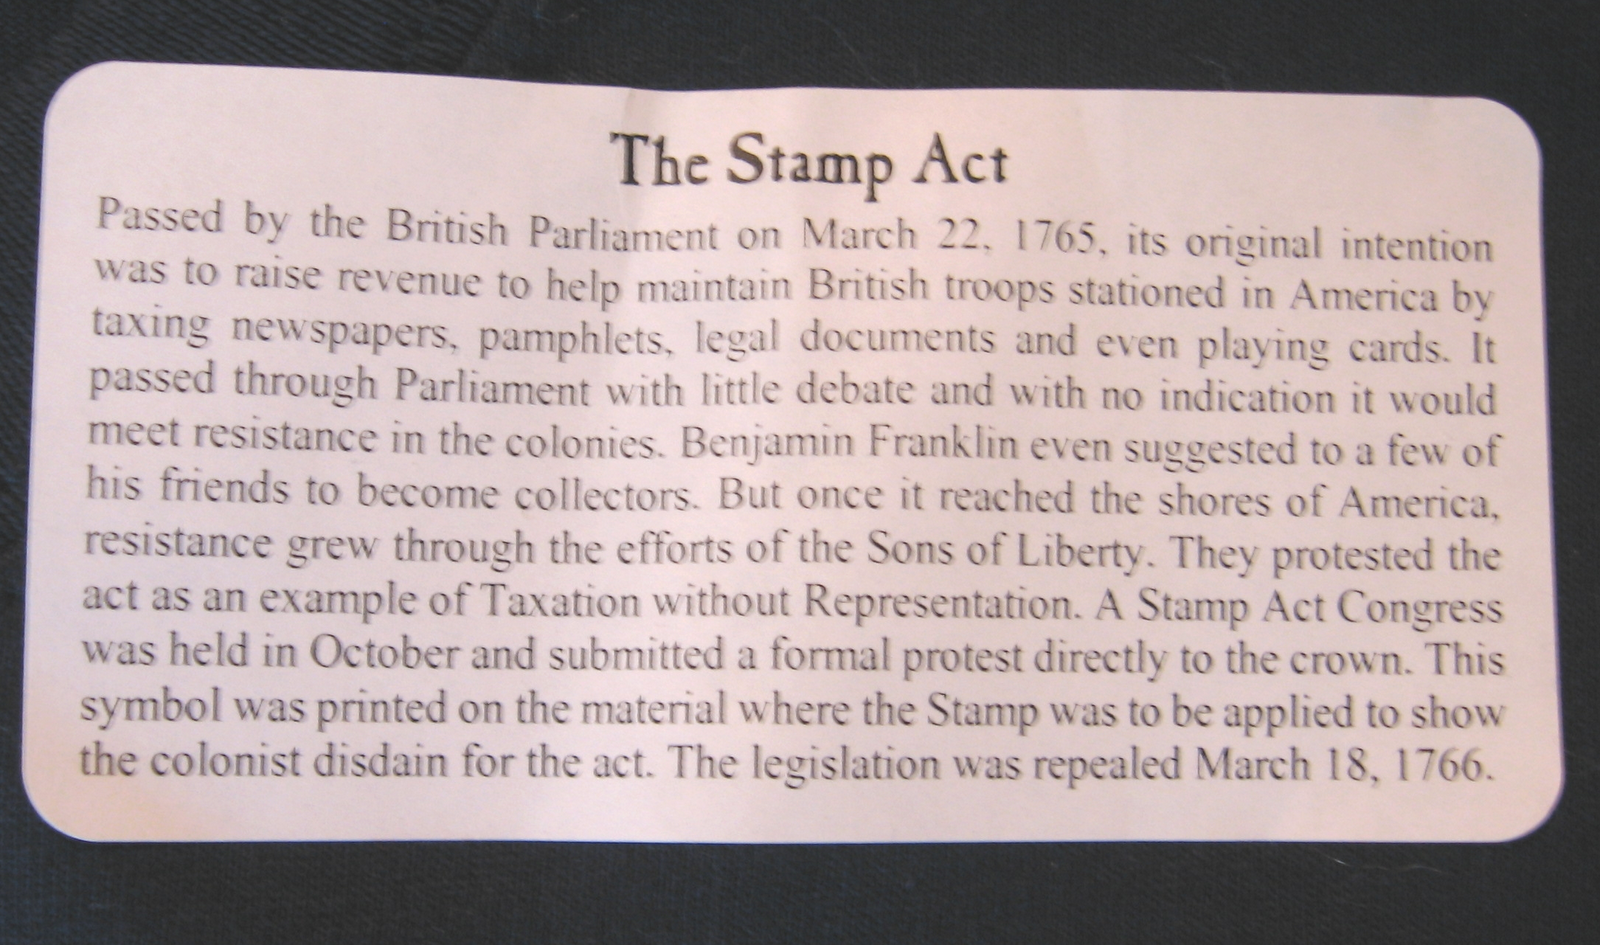 The Stamp Act
Passed by the British Parliament on March 22, 1765, its original intention
was to raise revenue to help maintain British troops stationed in America by
taxing newspapers, pamphlets, legal documents and even playing cards. It
passed through Parliament with little debate and with no indication it would
meet resistance in the colonies. Benjamin Franklin even suggested to a few of
his friends to become collectors. But once it reached the shores of America,
resistance grew through the efforts of the Sons of Liberty. They protested the
act as an example of Taxation without Representation. A Stamp Act Congress
was held in October and submitted a formal protest directly to the crown. This
symbol was printed on the material where the Stamp was to be applied to show
the colonist disdain for the act. The legislation was repealed March 18, 1766.